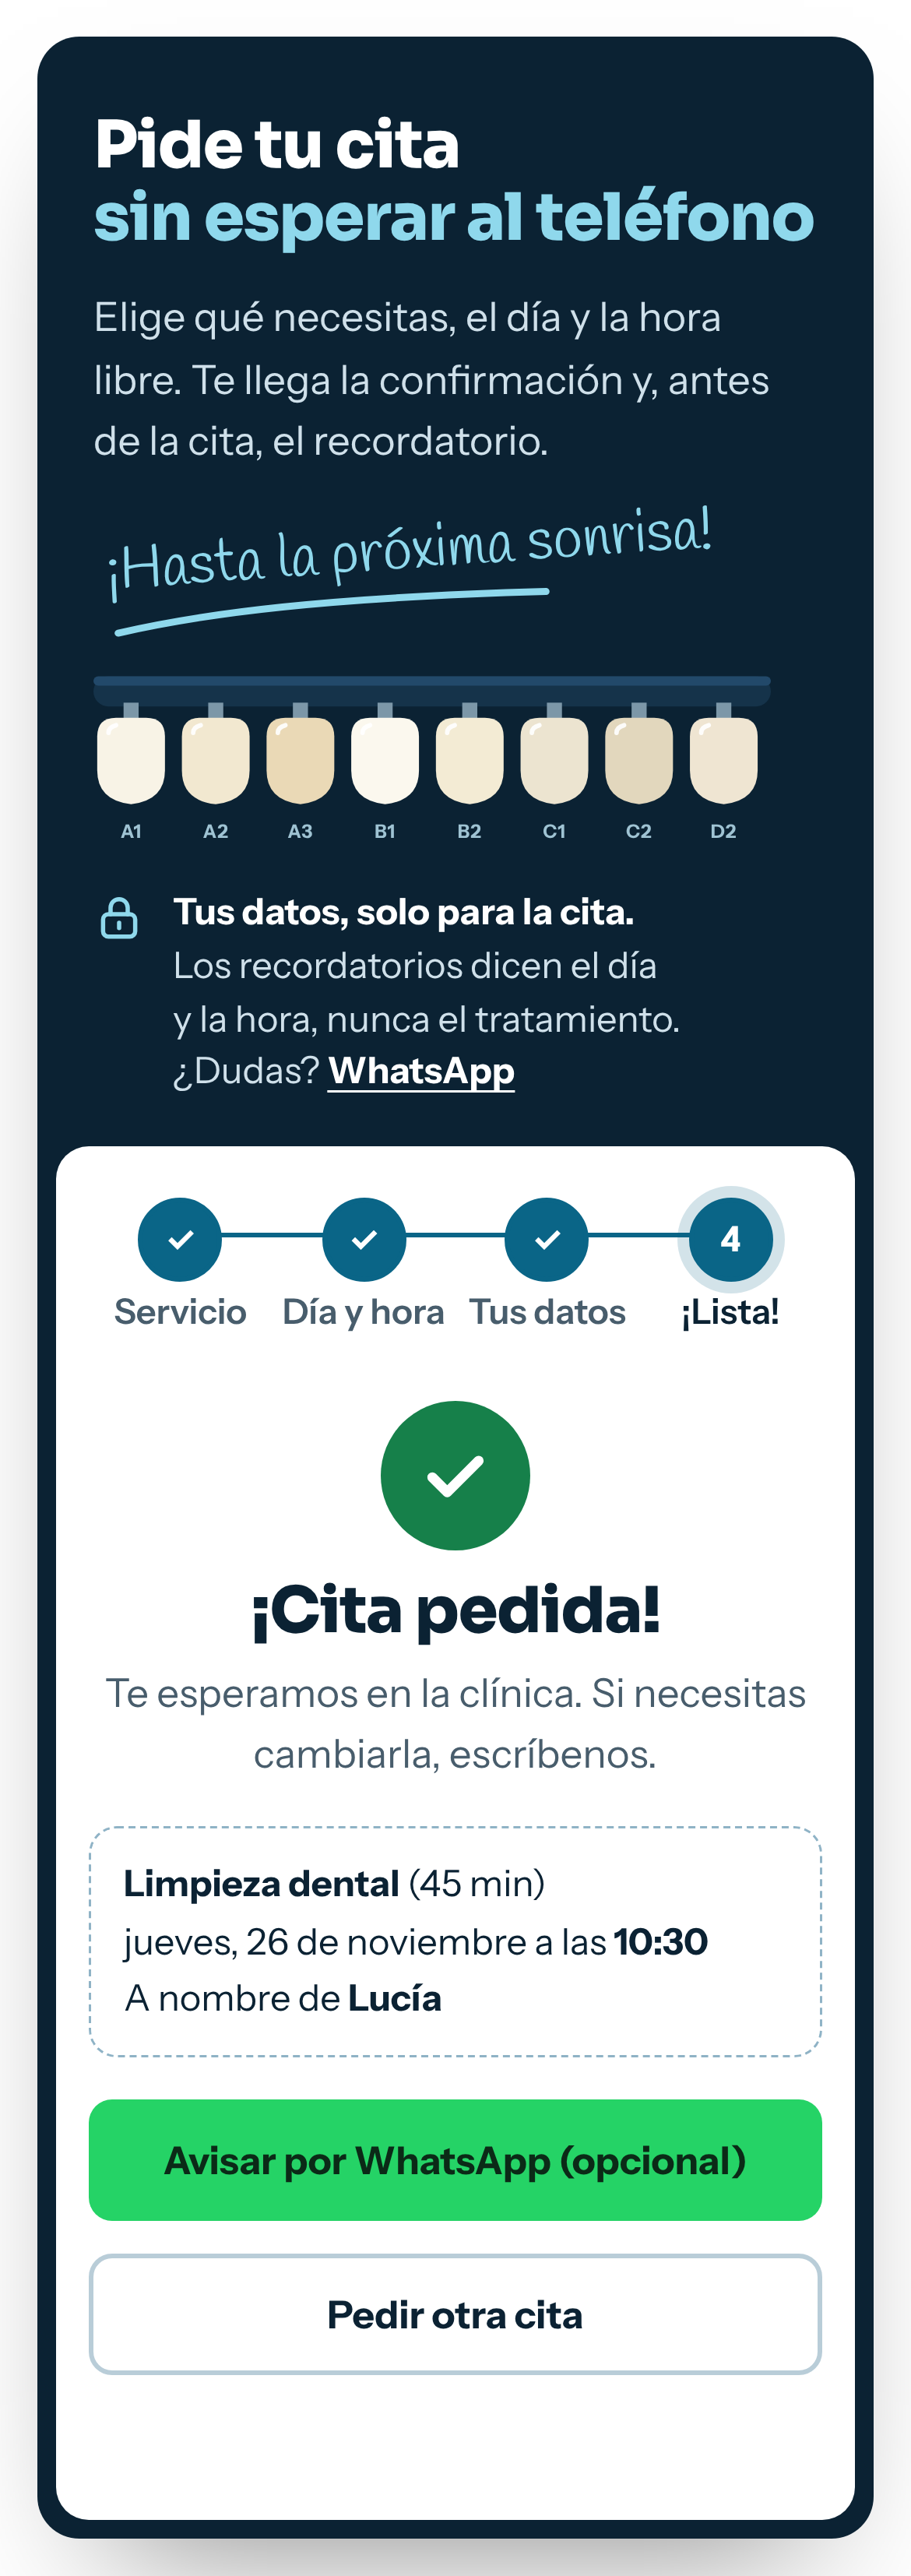 Pide tu cita
sin esperar al teléfono
Elige qué necesitas, el día y la hora
libre. Te llega la confirmación y, antes
de la cita, el recordatorio.
¡Hasta la próxima sonrisa!
A1 A2 A3 B1 B2 C1 C2 D2
Tus datos, solo para la cita.
Los recordatorios dicen el día
y la hora, nunca el tratamiento.
¿Dudas? WhatsApp
4
Servicio Día y hora Tus datos ¡Lista!
¡Cita pedida!
Te esperamos en la clínica. Si necesitas
cambiarla, escríbenos.
Limpieza dental (45 min)
jueves, 26 de noviembre a las 10:30
A nombre de Lucía
Avisar por WhatsApp (opcional)
Pedir otra cita